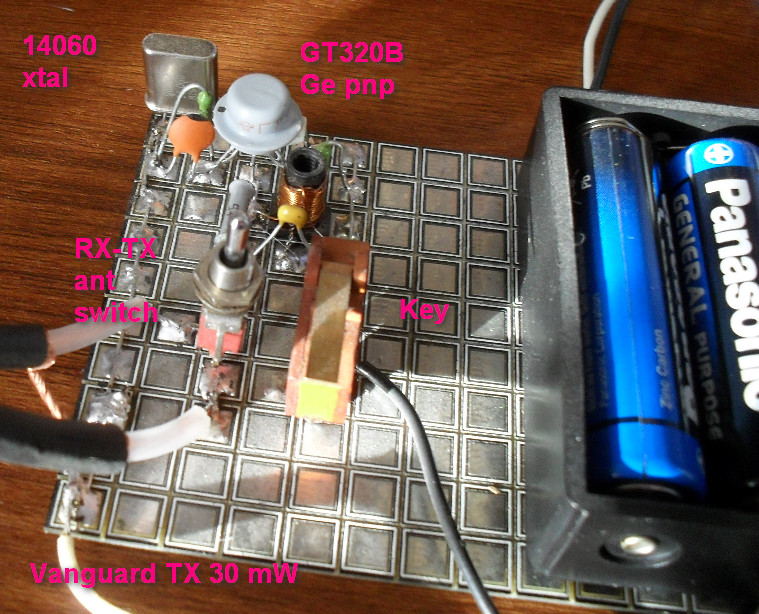 14060
xtal
GT320B
Ge pnp
RX-TX
ant
switch
Key
Vanguard TX 30 mW
Panasonic
GENERAL PURPOSE
Zinc Carbon